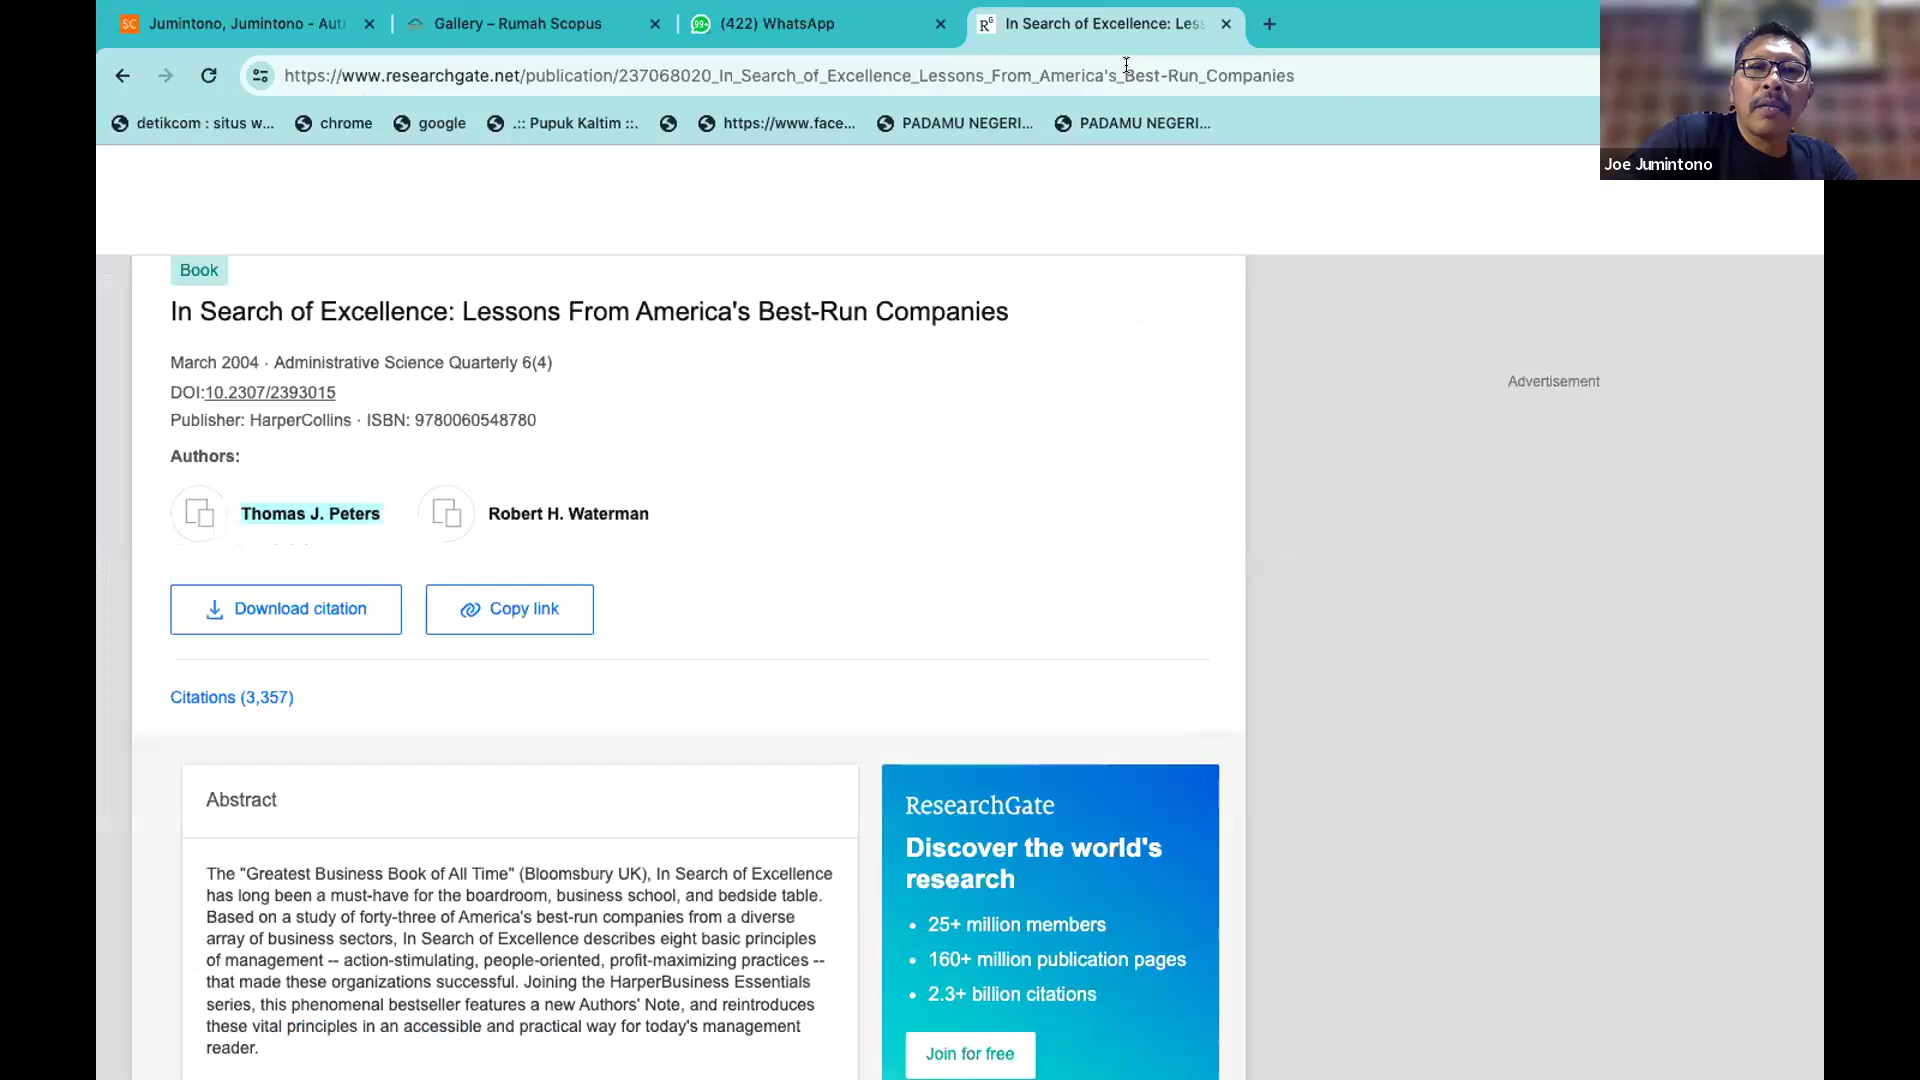 SC Jumintono, Jumintono - Aut
Gallery – Rumah Scopus
99+ (422) WhatsApp
RG In Search of Excellence: Less
https://www.researchgate.net/publication/237068020_In_Search_of_Excellence_Lessons_From_America's_Best-Run_Companies
detikcom : situs w...
chrome
google
.:: Pupuk Kaltim ::.
https://www.face...
PADAMU NEGERI...
PADAMU NEGERI...
Joe Jumintono
Book
In Search of Excellence: Lessons From America's Best-Run Companies
March 2004 · Administrative Science Quarterly 6(4)
DOI:10.2307/2393015
Publisher: HarperCollins · ISBN: 9780060548780
Authors:
Thomas J. Peters
Robert H. Waterman
Download citation
Copy link
Citations (3,357)
Advertisement
Abstract
The "Greatest Business Book of All Time" (Bloomsbury UK), In Search of Excellence
has long been a must-have for the boardroom, business school, and bedside table.
Based on a study of forty-three of America's best-run companies from a diverse
array of business sectors, In Search of Excellence describes eight basic principles
of management -- action-stimulating, people-oriented, profit-maximizing practices --
that made these organizations successful. Joining the HarperBusiness Essentials
series, this phenomenal bestseller features a new Authors' Note, and reintroduces
these vital principles in an accessible and practical way for today's management
reader.
ResearchGate
Discover the world's
research
• 25+ million members
• 160+ million publication pages
• 2.3+ billion citations
Join for free